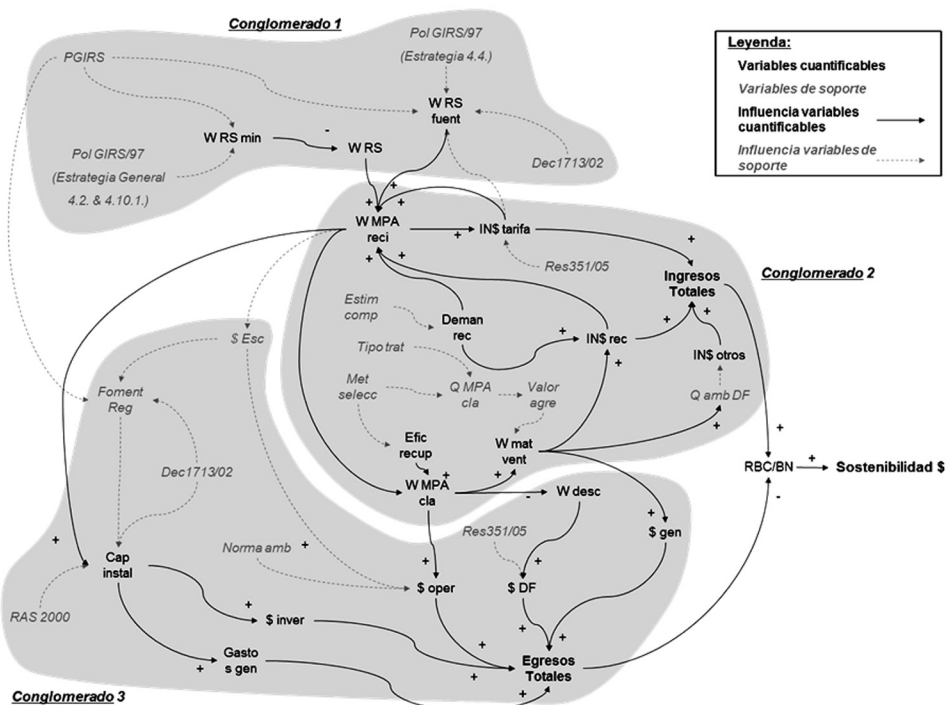 Conglomerado 1
PGIRS
Pol GIRS/97
(Estrategia 4.4.)
W RS
fuent
W RS min
-
W RS
Pol GIRS/97
(Estrategia General
4.2. & 4.10.1.)
Dec1713/02
Leyenda:
Variables cuantificables
Variables de soporte
Influencia variables
cuantificables
Influencia variables de
soporte
+
+
+
W MPA
reci
+
IN$ tarifa
+
+
+
Res351/05
Ingresos
Totales
Conglomerado 2
Estim
comp
Deman
rec
+
IN$ rec
+
+
+
IN$ otros
Tipo trat
$ Esc
Met
selecc
Q MPA
cla
Valor
agre
Q amb DF
+
Foment
Reg
Efic
recup
W mat
vent
+
+
+
Dec1713/02
W MPA
cla
-
W desc
RBC/BN
+
Sostenibilidad $
-
Res351/05
+
$ gen
+
Norma amb
+
Cap
instal
+
+
$ oper
$ DF
RAS 2000
+
$ inver
+
+
+
Gasto
s gen
+
+
Egresos
Totales
+
Conglomerado 3